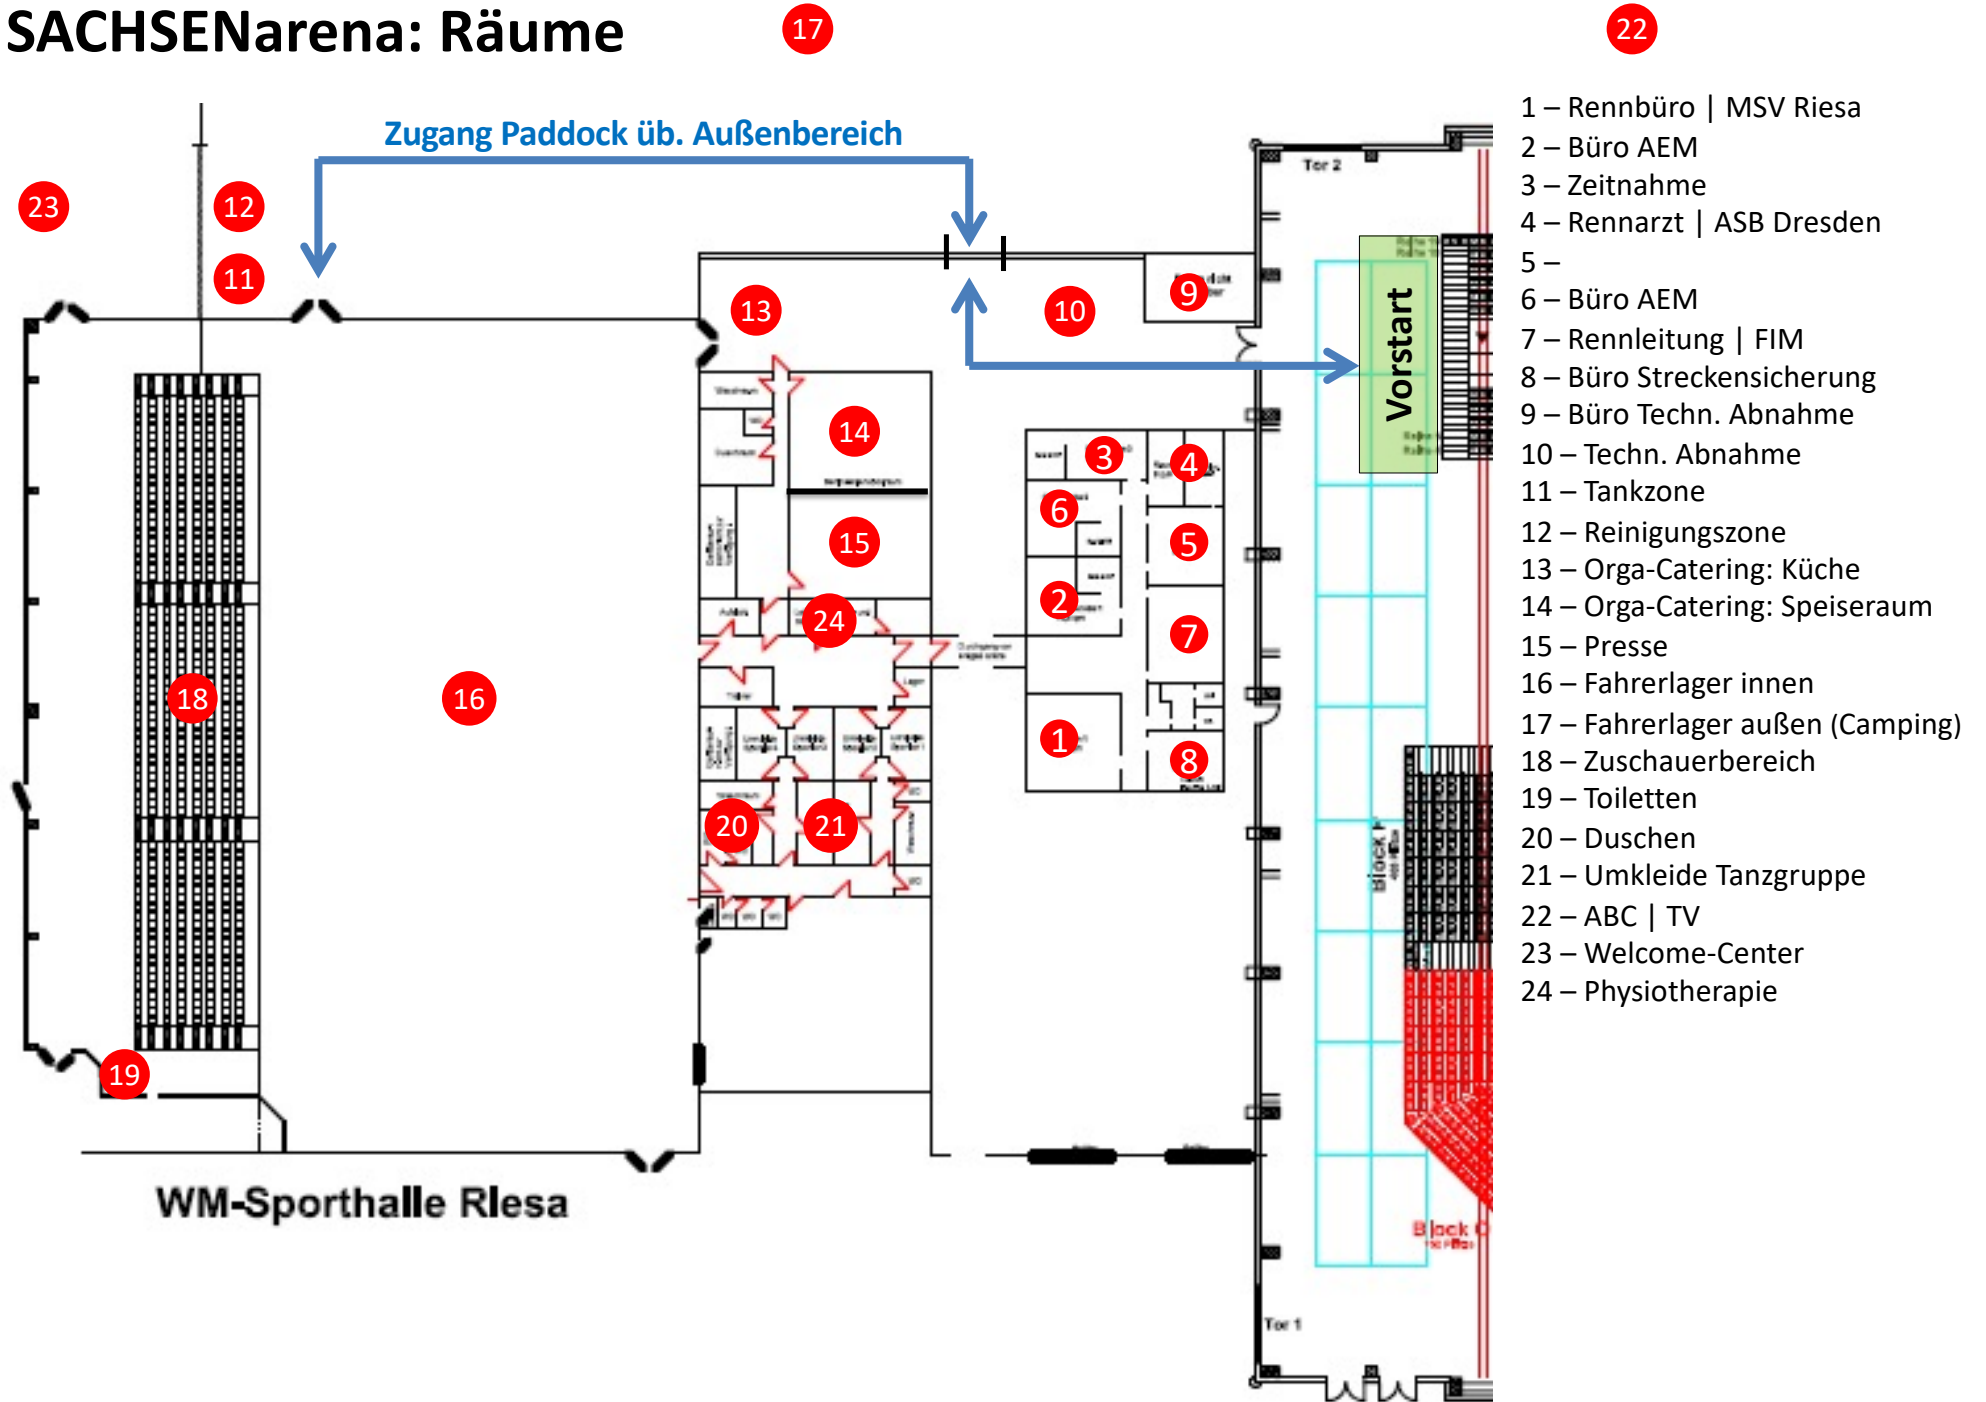 SACHSENarena: Räume
17
22
Zugang Paddock üb. Außenbereich
1 – Rennbüro | MSV Riesa
2 – Büro AEM
3 – Zeitnahme
4 – Rennarzt | ASB Dresden
5 –
6 – Büro AEM
7 – Rennleitung | FIM
8 – Büro Streckensicherung
9 – Büro Techn. Abnahme
10 – Techn. Abnahme
11 – Tankzone
12 – Reinigungszone
13 – Orga-Catering: Küche
14 – Orga-Catering: Speiseraum
15 – Presse
16 – Fahrerlager innen
17 – Fahrerlager außen (Camping)
18 – Zuschauerbereich
19 – Toiletten
20 – Duschen
21 – Umkleide Tanzgruppe
22 – ABC | TV
23 – Welcome-Center
24 – Physiotherapie
Tor 2
23
12
11
13
10
9
Vorstart
14
3
4
6
15
5
2
24
7
18
16
Lager
1
8
20
21
Block F
19
WM-Sporthalle RIesa
Block
Tor 1